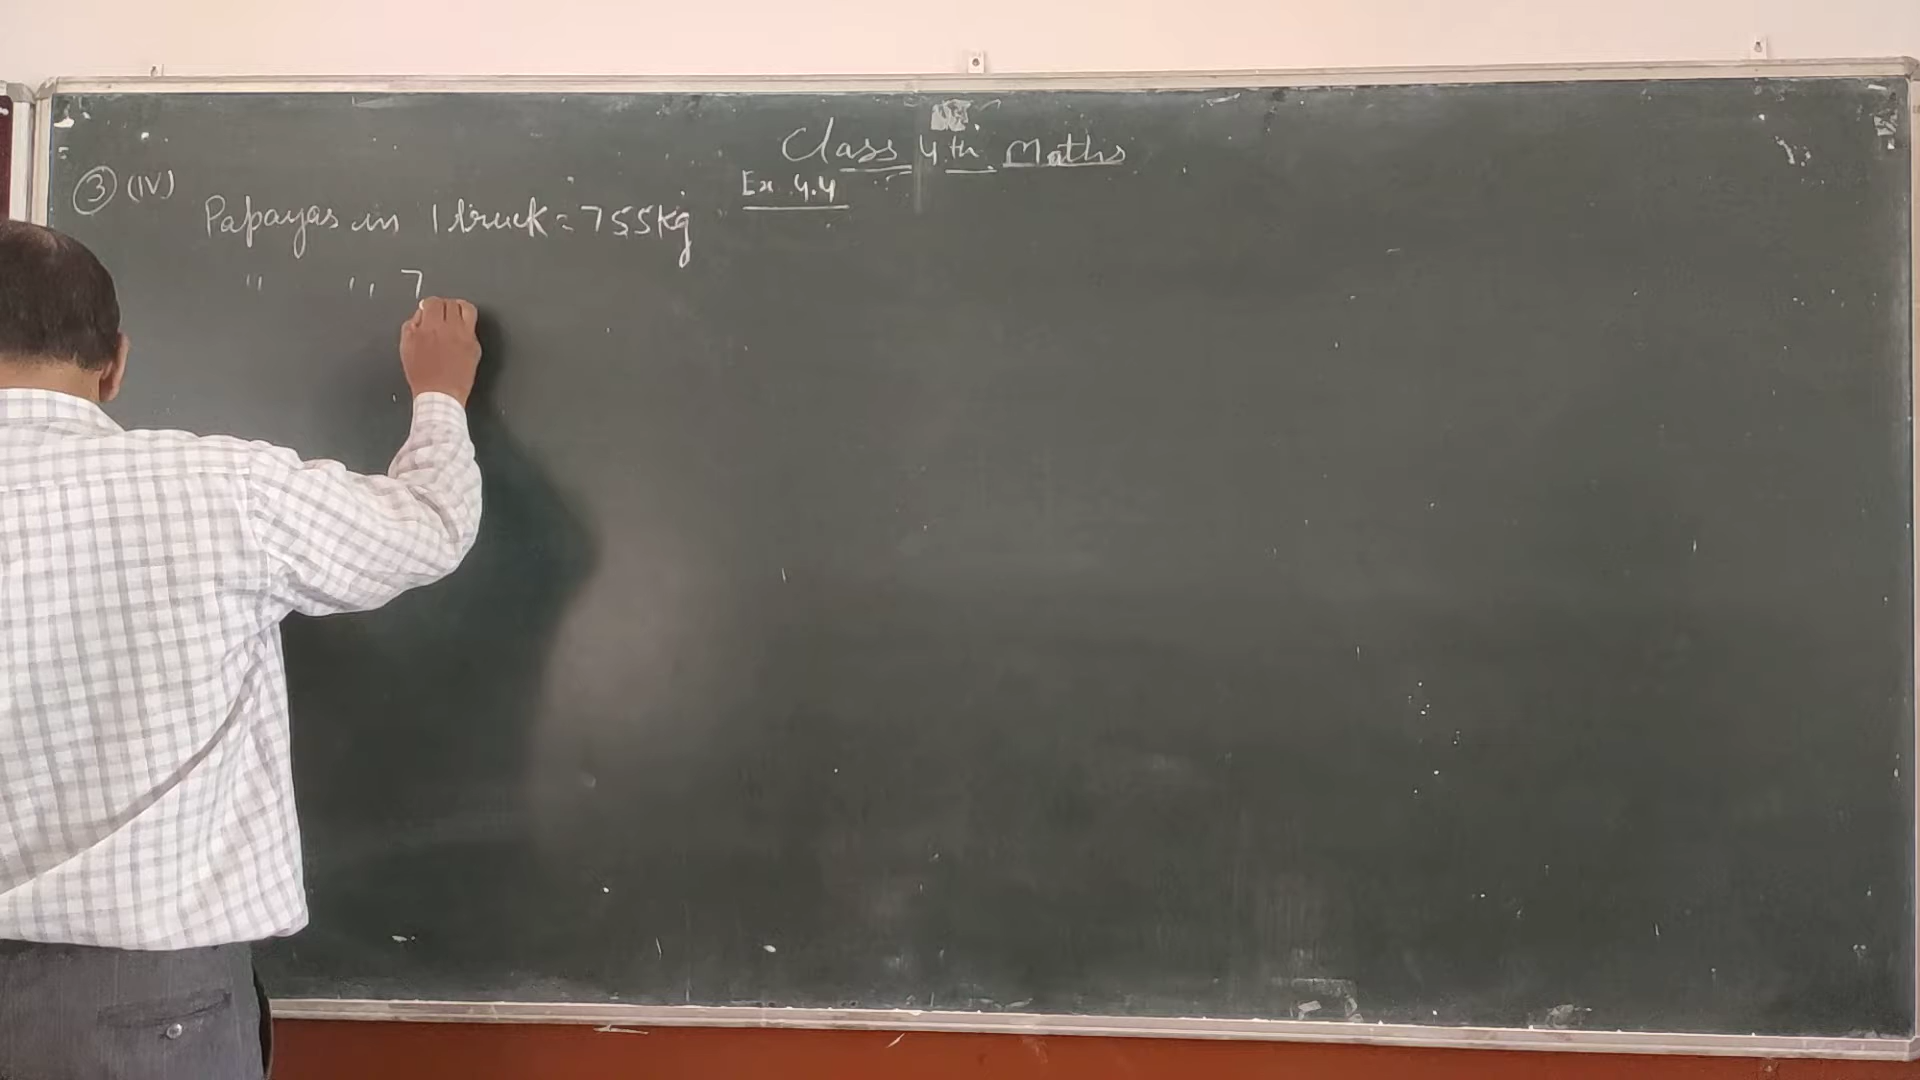 Class 4th Maths
Ex 4.4
③ (IV)
Papayas in 1 truck = 755kg
" " 7